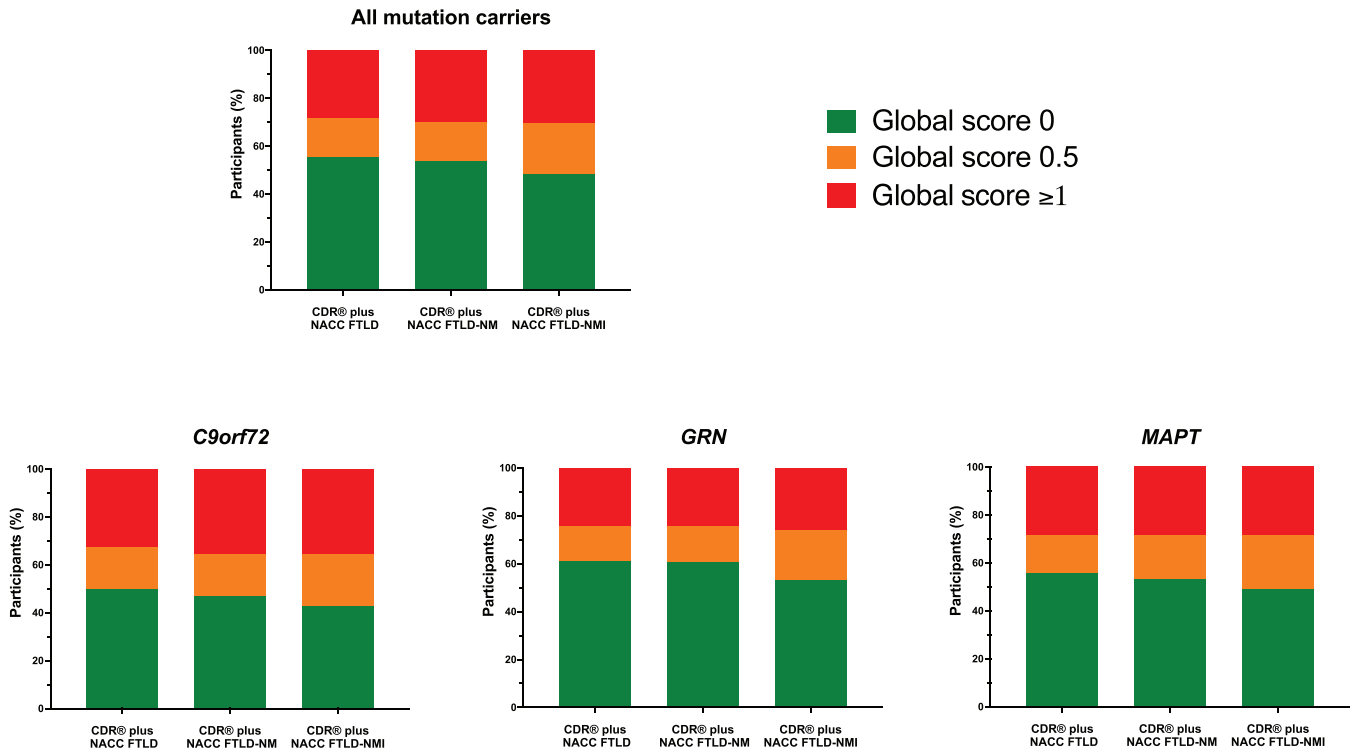 All mutation carriers
Participants (%)
100
80
60
40
20
0
CDR® plus
NACC FTLD
CDR® plus
NACC FTLD-NM
CDR® plus
NACC FTLD-NMI
Global score 0
Global score 0.5
Global score ≥1
C9orf72
Participants (%)
100
80
60
40
20
0
CDR® plus
NACC FTLD
CDR® plus
NACC FTLD-NM
CDR® plus
NACC FTLD-NMI
GRN
Participants (%)
100
80
60
40
20
0
CDR® plus
NACC FTLD
CDR® plus
NACC FTLD-NM
CDR® plus
NACC FTLD-NMI
MAPT
Participants (%)
100
80
60
40
20
0
CDR® plus
NACC FTLD
CDR® plus
NACC FTLD-NM
CDR® plus
NACC FTLD-NMI